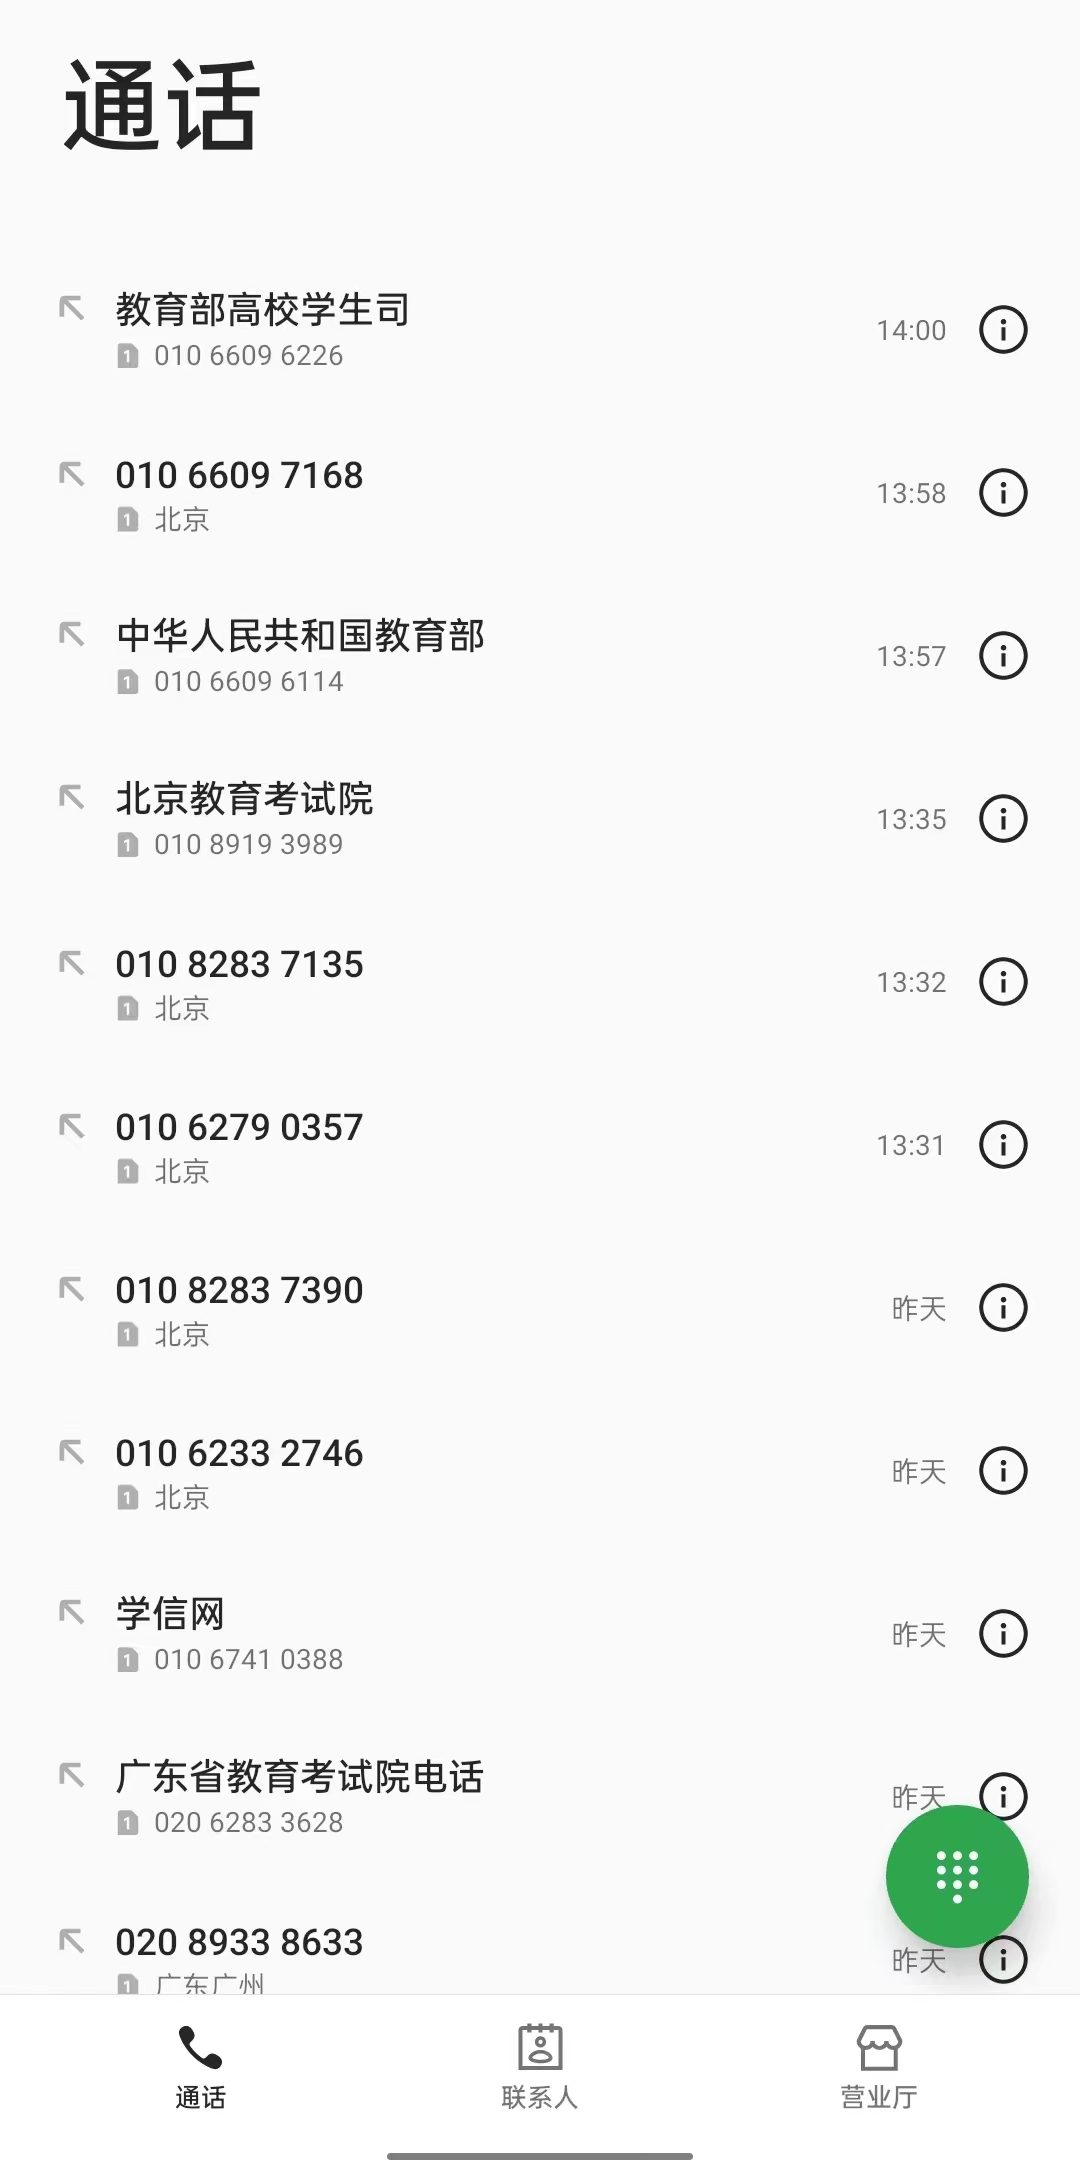 通话
教育部高校学生司
14:00
1 010 6609 6226
010 6609 7168
13:58
1 北京
中华人民共和国教育部
13:57
1 010 6609 6114
北京教育考试院
13:35
1 010 8919 3989
010 8283 7135
13:32
1 北京
010 6279 0357
13:31
1 北京
010 8283 7390
昨天
1 北京
010 6233 2746
昨天
1 北京
学信网
昨天
1 010 6741 0388
广东省教育考试院电话
昨天
1 020 6283 3628
020 8933 8633
昨天
1 广东广州
通话
联系人
营业厅